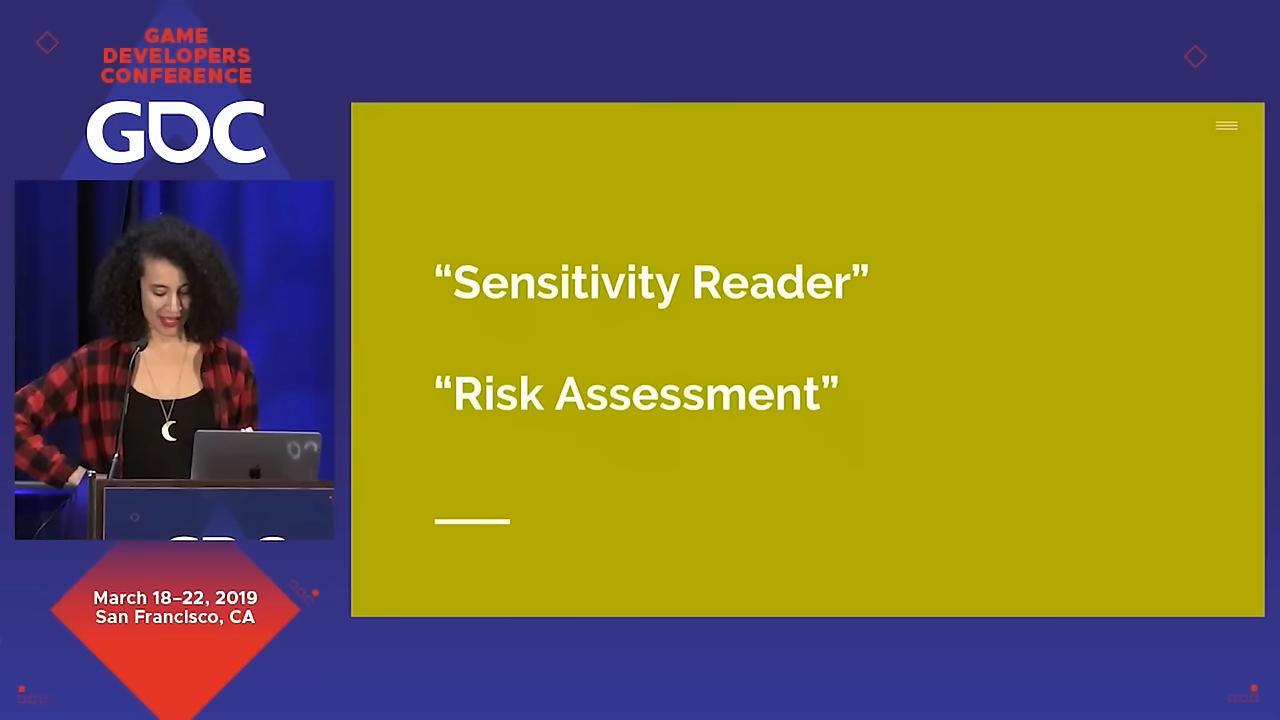 GAME
DEVELOPERS
CONFERENCE
GDC
“Sensitivity Reader”
“Risk Assessment”
March 18–22, 2019
San Francisco, CA